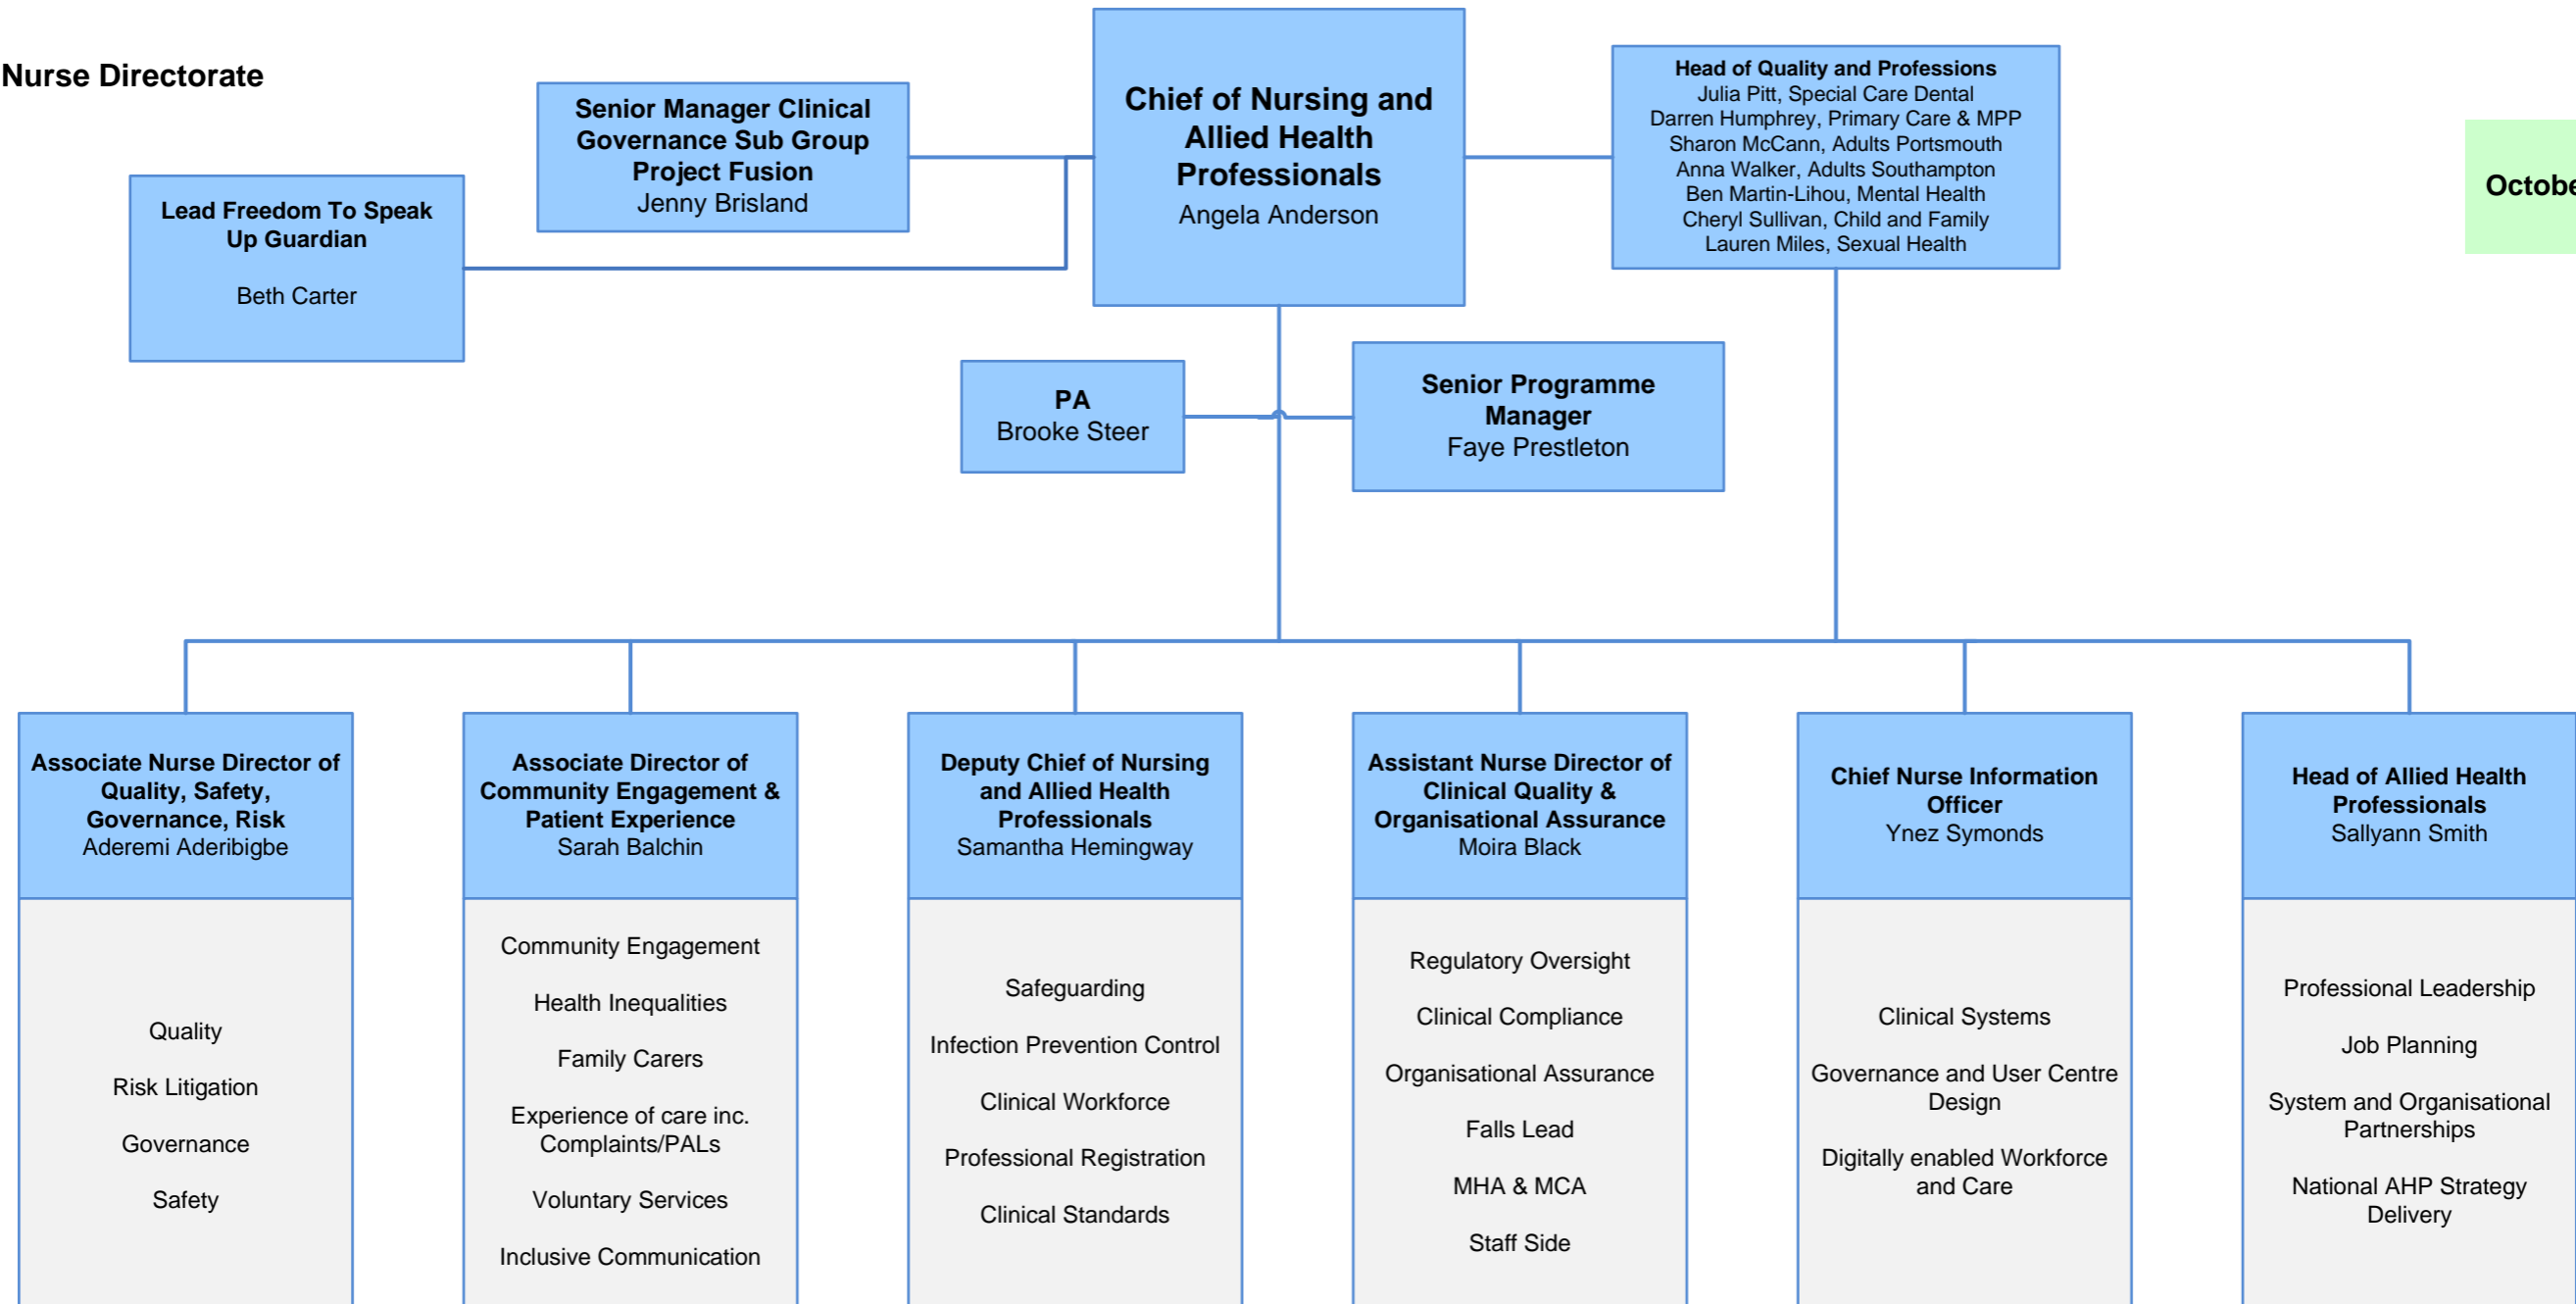 Nurse Directorate
Senior Manager Clinical
Governance Sub Group
Project Fusion
Jenny Brisland
Lead Freedom To Speak
Up Guardian
Beth Carter
Chief of Nursing and
Allied Health
Professionals
Angela Anderson
Head of Quality and Professions
Julia Pitt, Special Care Dental
Darren Humphrey, Primary Care & MPP
Sharon McCann, Adults Portsmouth
Anna Walker, Adults Southampton
Ben Martin-Lihou, Mental Health
Cheryl Sullivan, Child and Family
Lauren Miles, Sexual Health
PA
Brooke Steer
Senior Programme
Manager
Faye Prestleton
Associate Nurse Director of
Quality, Safety,
Governance, Risk
Aderemi Aderibigbe
Quality
Risk Litigation
Governance
Safety
Associate Director of
Community Engagement &
Patient Experience
Sarah Balchin
Community Engagement
Health Inequalities
Family Carers
Experience of care inc.
Complaints/PALs
Voluntary Services
Inclusive Communication
Deputy Chief of Nursing
and Allied Health
Professionals
Samantha Hemingway
Safeguarding
Infection Prevention Control
Clinical Workforce
Professional Registration
Clinical Standards
Assistant Nurse Director of
Clinical Quality &
Organisational Assurance
Moira Black
Regulatory Oversight
Clinical Compliance
Organisational Assurance
Falls Lead
MHA & MCA
Staff Side
Chief Nurse Information
Officer
Ynez Symonds
Clinical Systems
Governance and User Centre
Design
Digitally enabled Workforce
and Care
Head of Allied Health
Professionals
Sallyann Smith
Professional Leadership
Job Planning
System and Organisational
Partnerships
National AHP Strategy
Delivery